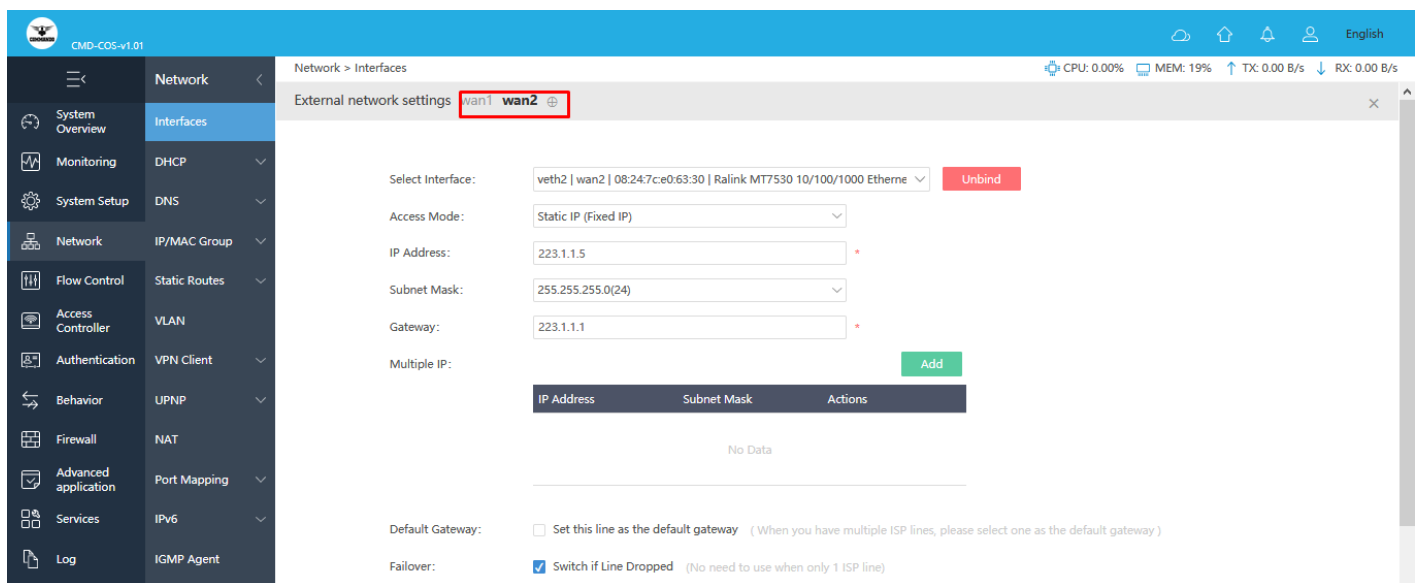 COMMANDO
CMD-COS-v1.01
English
Network
Network > Interfaces
CPU: 0.00% MEM: 19% TX: 0.00 B/s RX: 0.00 B/s
External network settings wan1 wan2
System Overview
Monitoring
System Setup
Network
Flow Control
Access Controller
Authentication
Behavior
Firewall
Advanced application
Services
Log
Interfaces
DHCP
DNS
IP/MAC Group
Static Routes
VLAN
VPN Client
UPNP
NAT
Port Mapping
IPv6
IGMP Agent
Select Interface: veth2 | wan2 | 08:24:7c:e0:63:30 | Ralink MT7530 10/100/1000 Etherne Unbind
Access Mode: Static IP (Fixed IP)
IP Address: 223.1.1.5 *
Subnet Mask: 255.255.255.0(24)
Gateway: 223.1.1.1 *
Multiple IP: Add
IP Address Subnet Mask Actions
No Data
Default Gateway: Set this line as the default gateway ( When you have multiple ISP lines, please select one as the default gateway )
Failover: Switch if Line Dropped (No need to use when only 1 ISP line)